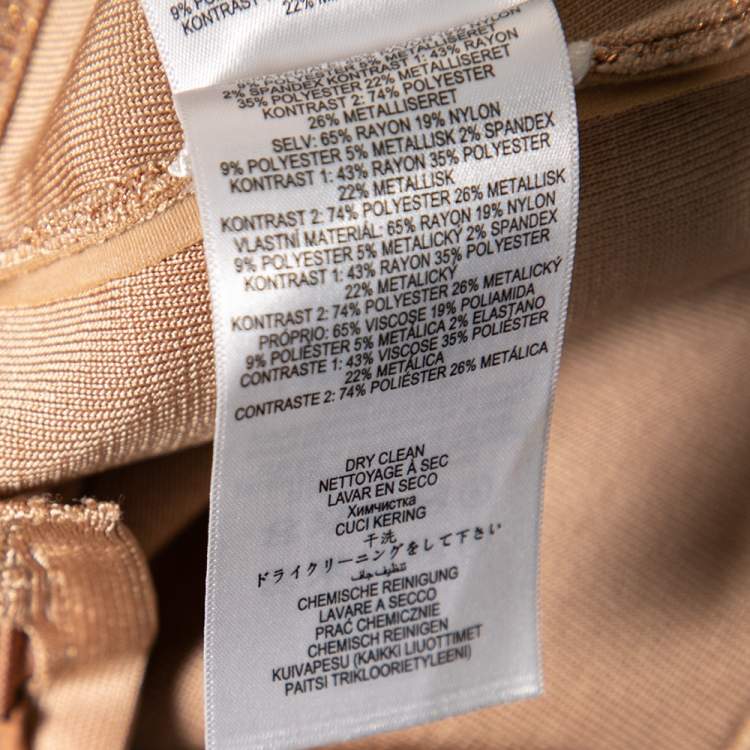 9% POLYESTER
KONTRAST
22% META
2% SPANDEX KONTRAST 1: 43% RAYON
35% POLYESTER 22% METALLISERET
KONTRAST 2: 74% POLYESTER
26% METALLISERET
SELV: 65% RAYON 19% NYLON
9% POLYESTER 5% METALLISK 2% SPANDEX
KONTRAST 1: 43% RAYON 35% POLYESTER
22% METALLISK
KONTRAST 2: 74% POLYESTER 26% METALLISK
VLASTNÍ MATERIÁL: 65% RAYON 19% NYLON
9% POLYESTER 5% METALICKÝ 2% SPANDEX
KONTRAST 1: 43% RAYON 35% POLYESTER
22% METALICKÝ
KONTRAST 2: 74% POLYESTER 26% METALICKÝ
PRÓPRIO: 65% VISCOSE 19% POLIAMIDA
9% POLIÉSTER 5% METÁLICA 2% ELASTANO
CONTRASTE 1: 43% VISCOSE 35% POLIÉSTER
22% METÁLICA
CONTRASTE 2: 74% POLIÉSTER 26% METÁLICA
DRY CLEAN
NETTOYAGE À SEC
LAVAR EN SECO
Химчистка
CUCI KERING
干洗
ドライクリーニングをして下さい
تنظيف جاف
CHEMISCHE REINIGUNG
LAVARE A SECCO
PRAĆ CHEMICZNIE
CHEMISCH REINIGEN
KUIVAPESU (KAIKKI LIUOTTIMET
PAITSI TRIKLOORIETYLEENI)